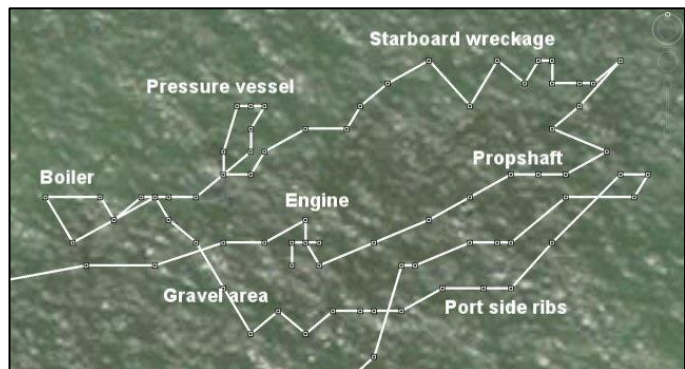 Starboard wreckage
Pressure vessel
Propshaft
Boiler
Engine
Gravel area
Port side ribs